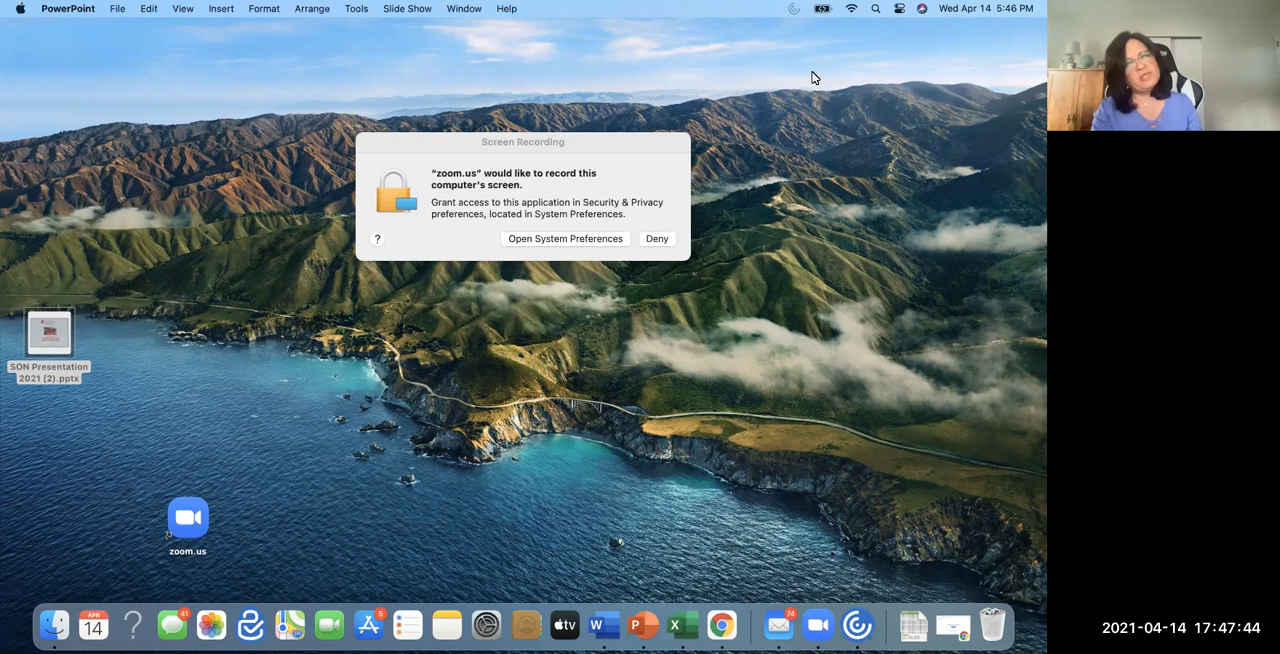 PowerPoint File Edit View Insert Format Arrange Tools Slide Show Window Help Wed Apr 14 5:46 PM
Screen Recording
“zoom.us” would like to record this
computer's screen.
Grant access to this application in Security & Privacy
preferences, located in System Preferences.
? Open System Preferences Deny
SON Presentation
2021 (2).pptx
zoom.us
41 5 74
APR
14 ? tv W P X XLSX
2021-04-14 17:47:44